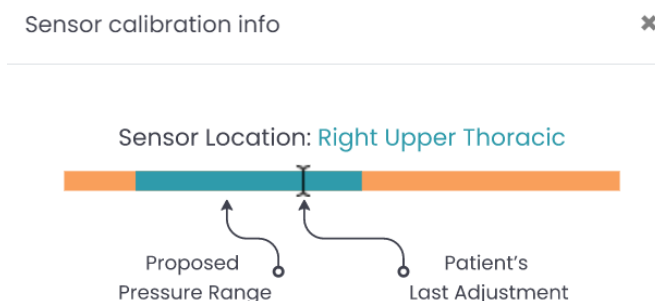 Sensor calibration info
Sensor Location: Right Upper Thoracic
Proposed
Pressure Range
Patient's
Last Adjustment